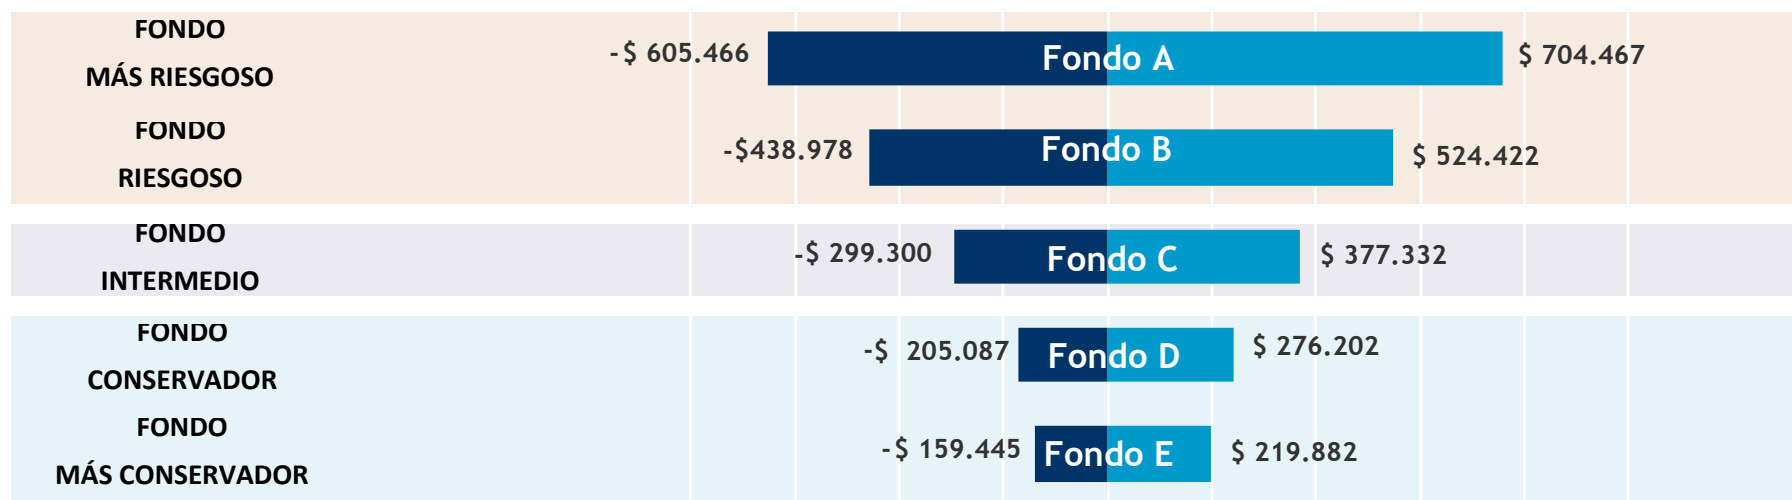 FONDO
MÁS RIESGOSO
-$ 605.466 Fondo A $ 704.467
FONDO
RIESGOSO
-$438.978 Fondo B $ 524.422
FONDO
INTERMEDIO
-$ 299.300 Fondo C $ 377.332
FONDO
CONSERVADOR
-$ 205.087 Fondo D $ 276.202
FONDO
MÁS CONSERVADOR
-$ 159.445 Fondo E $ 219.882